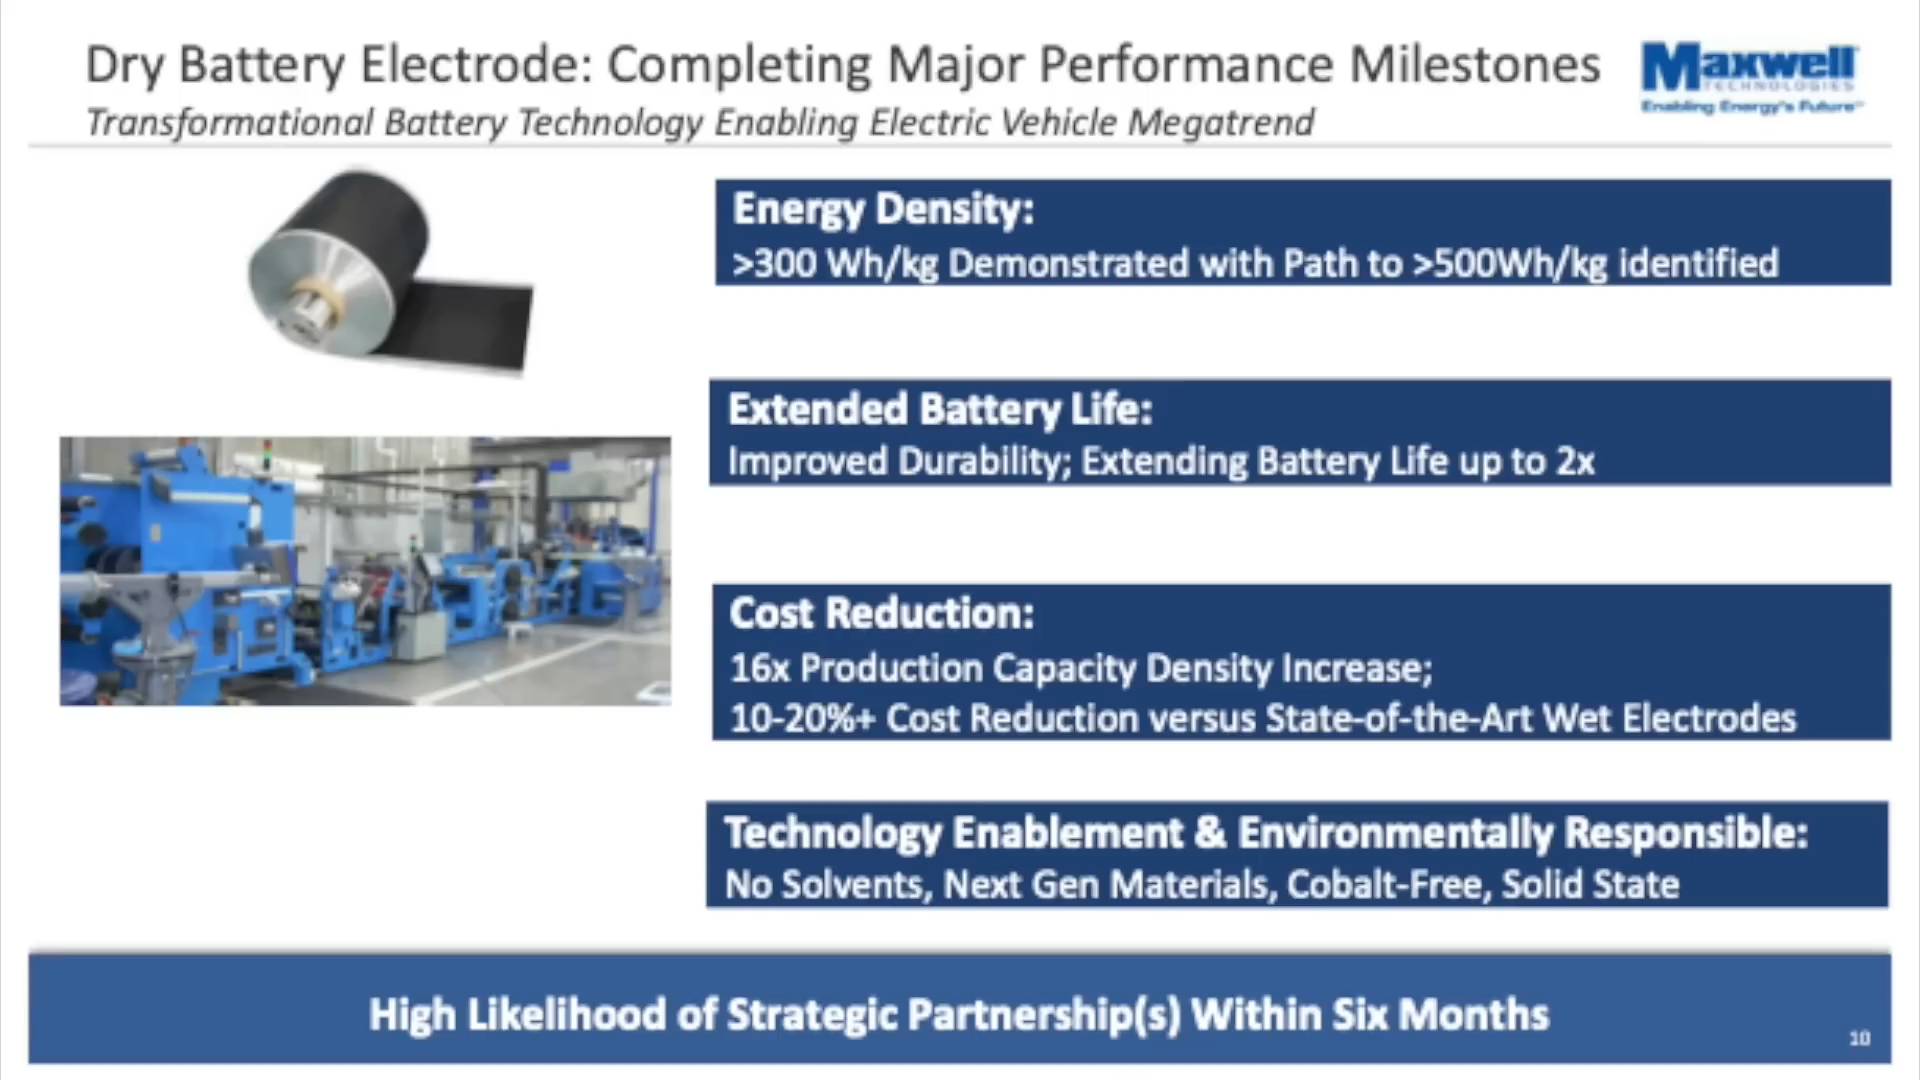 Dry Battery Electrode: Completing Major Performance Milestones
Transformational Battery Technology Enabling Electric Vehicle Megatrend
Maxwell
TECHNOLOGIES
Enabling Energy's Future™
Energy Density:
>300 Wh/kg Demonstrated with Path to >500Wh/kg identified
Extended Battery Life:
Improved Durability; Extending Battery Life up to 2x
Cost Reduction:
16x Production Capacity Density Increase;
10-20%+ Cost Reduction versus State-of-the-Art Wet Electrodes
Technology Enablement & Environmentally Responsible:
No Solvents, Next Gen Materials, Cobalt-Free, Solid State
High Likelihood of Strategic Partnership(s) Within Six Months
10